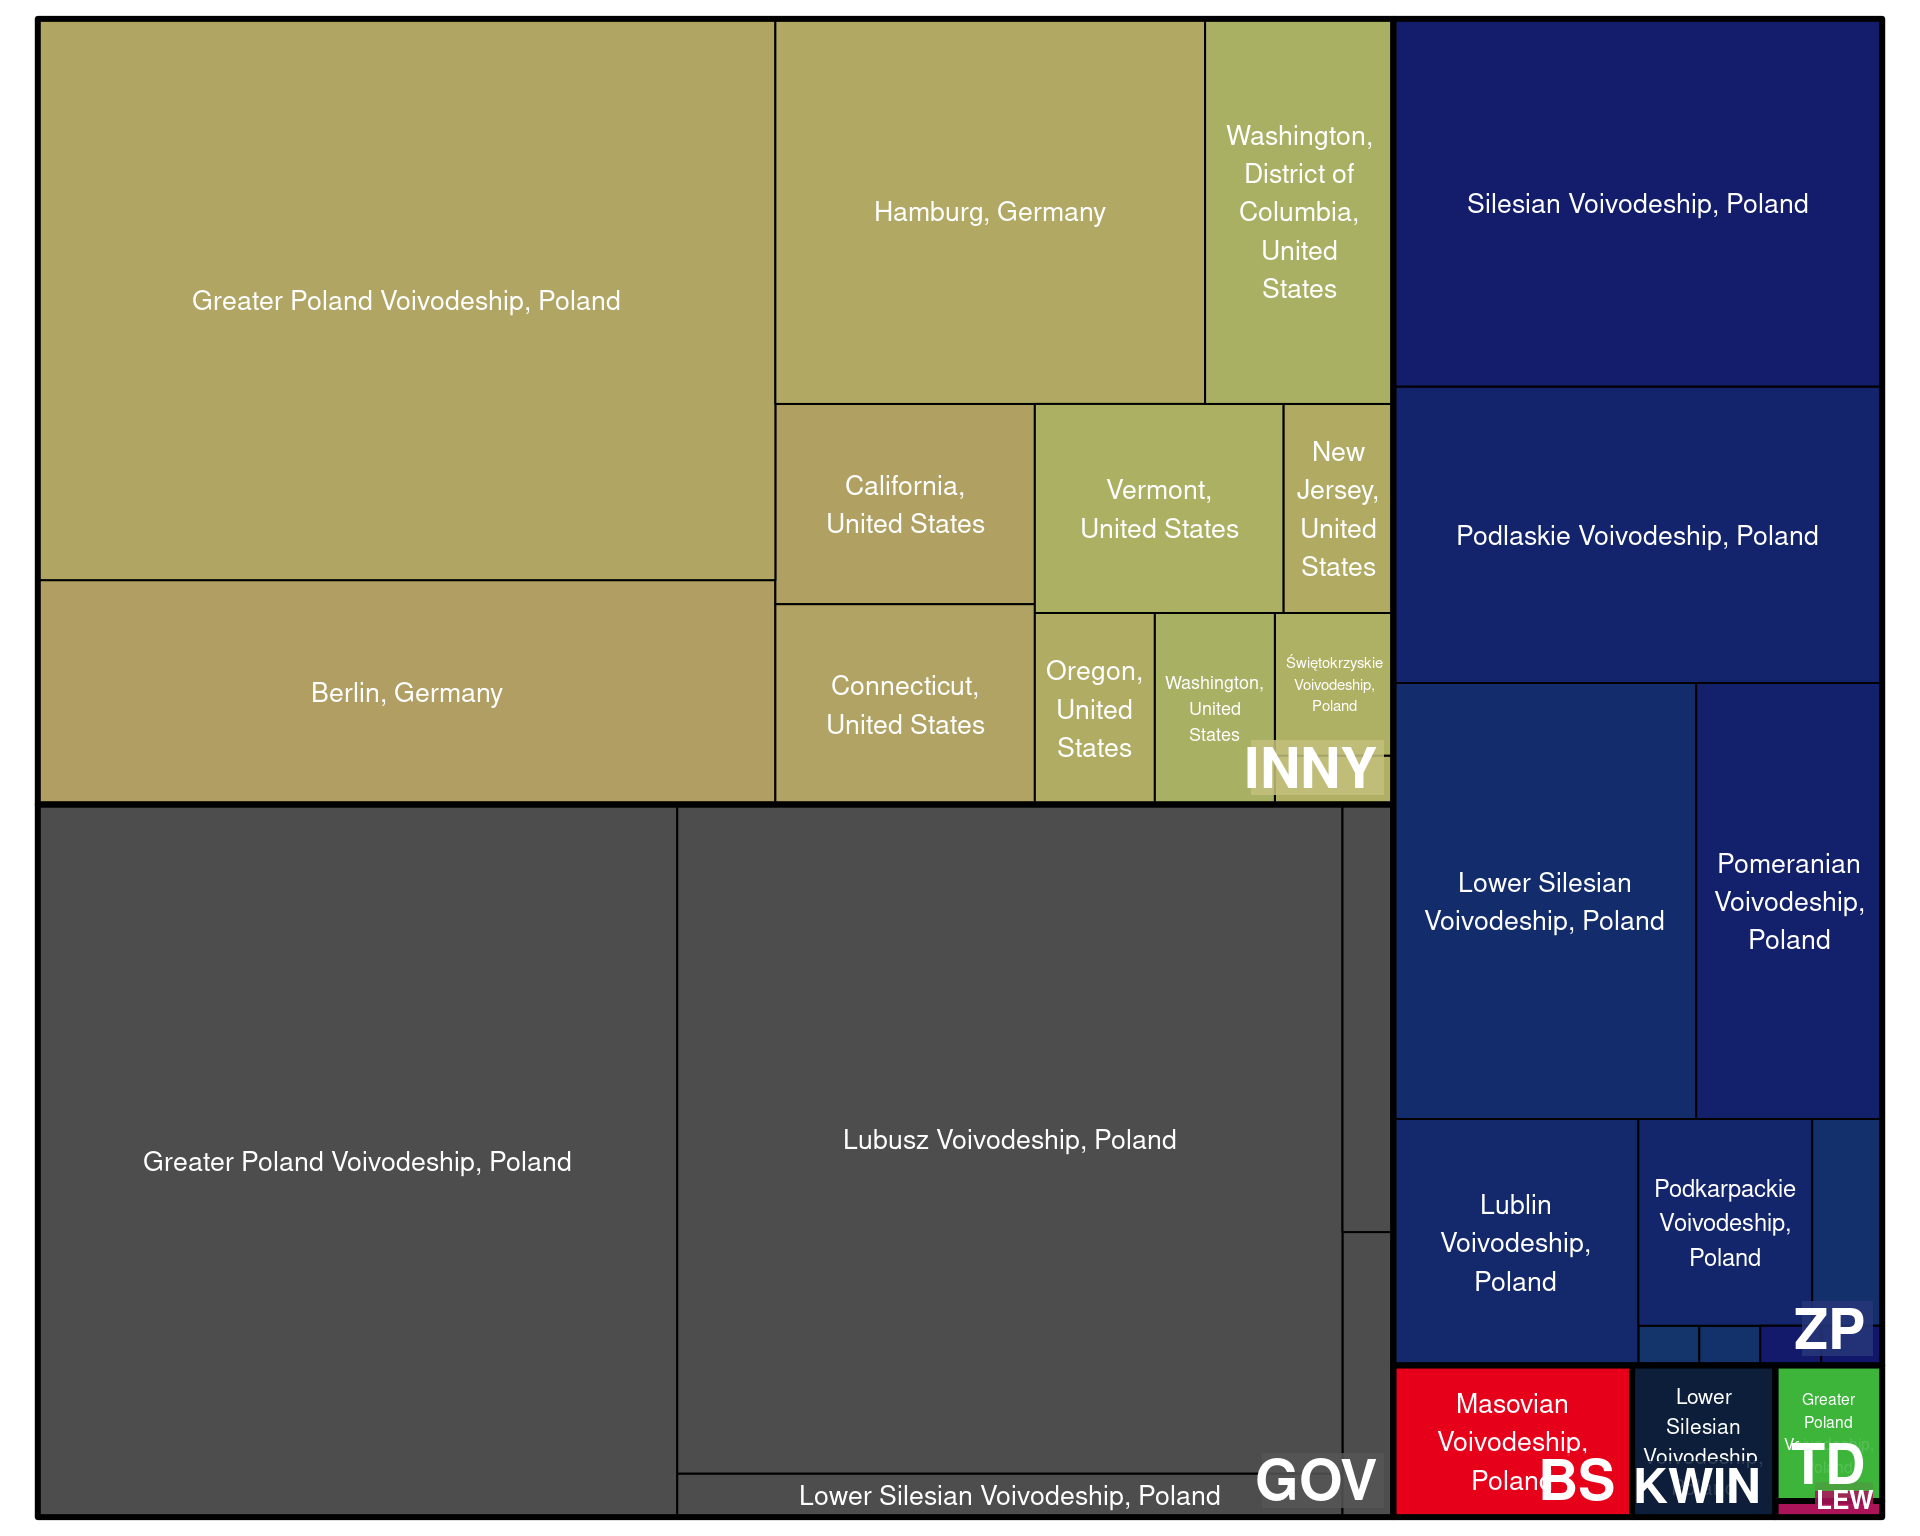 Greater Poland Voivodeship, Poland
Hamburg, Germany
Washington,
District of
Columbia,
United
States
California,
United States
Vermont,
United States
New
Jersey,
United
States
Berlin, Germany
Connecticut,
United States
Oregon,
United
States
Washington,
United
States
Świętokrzyskie
Voivodeship,
Poland
INNY
Greater Poland Voivodeship, Poland
Lubusz Voivodeship, Poland
Lower Silesian Voivodeship, Poland
GOV
Silesian Voivodeship, Poland
Podlaskie Voivodeship, Poland
Lower Silesian
Voivodeship, Poland
Pomeranian
Voivodeship,
Poland
Lublin
Voivodeship,
Poland
Podkarpackie
Voivodeship,
Poland
ZP
Masovian
Voivodeship,
Poland
BS
Lower
Silesian
Voivodeship,
KWIN
Greater
Poland
TD
LEW